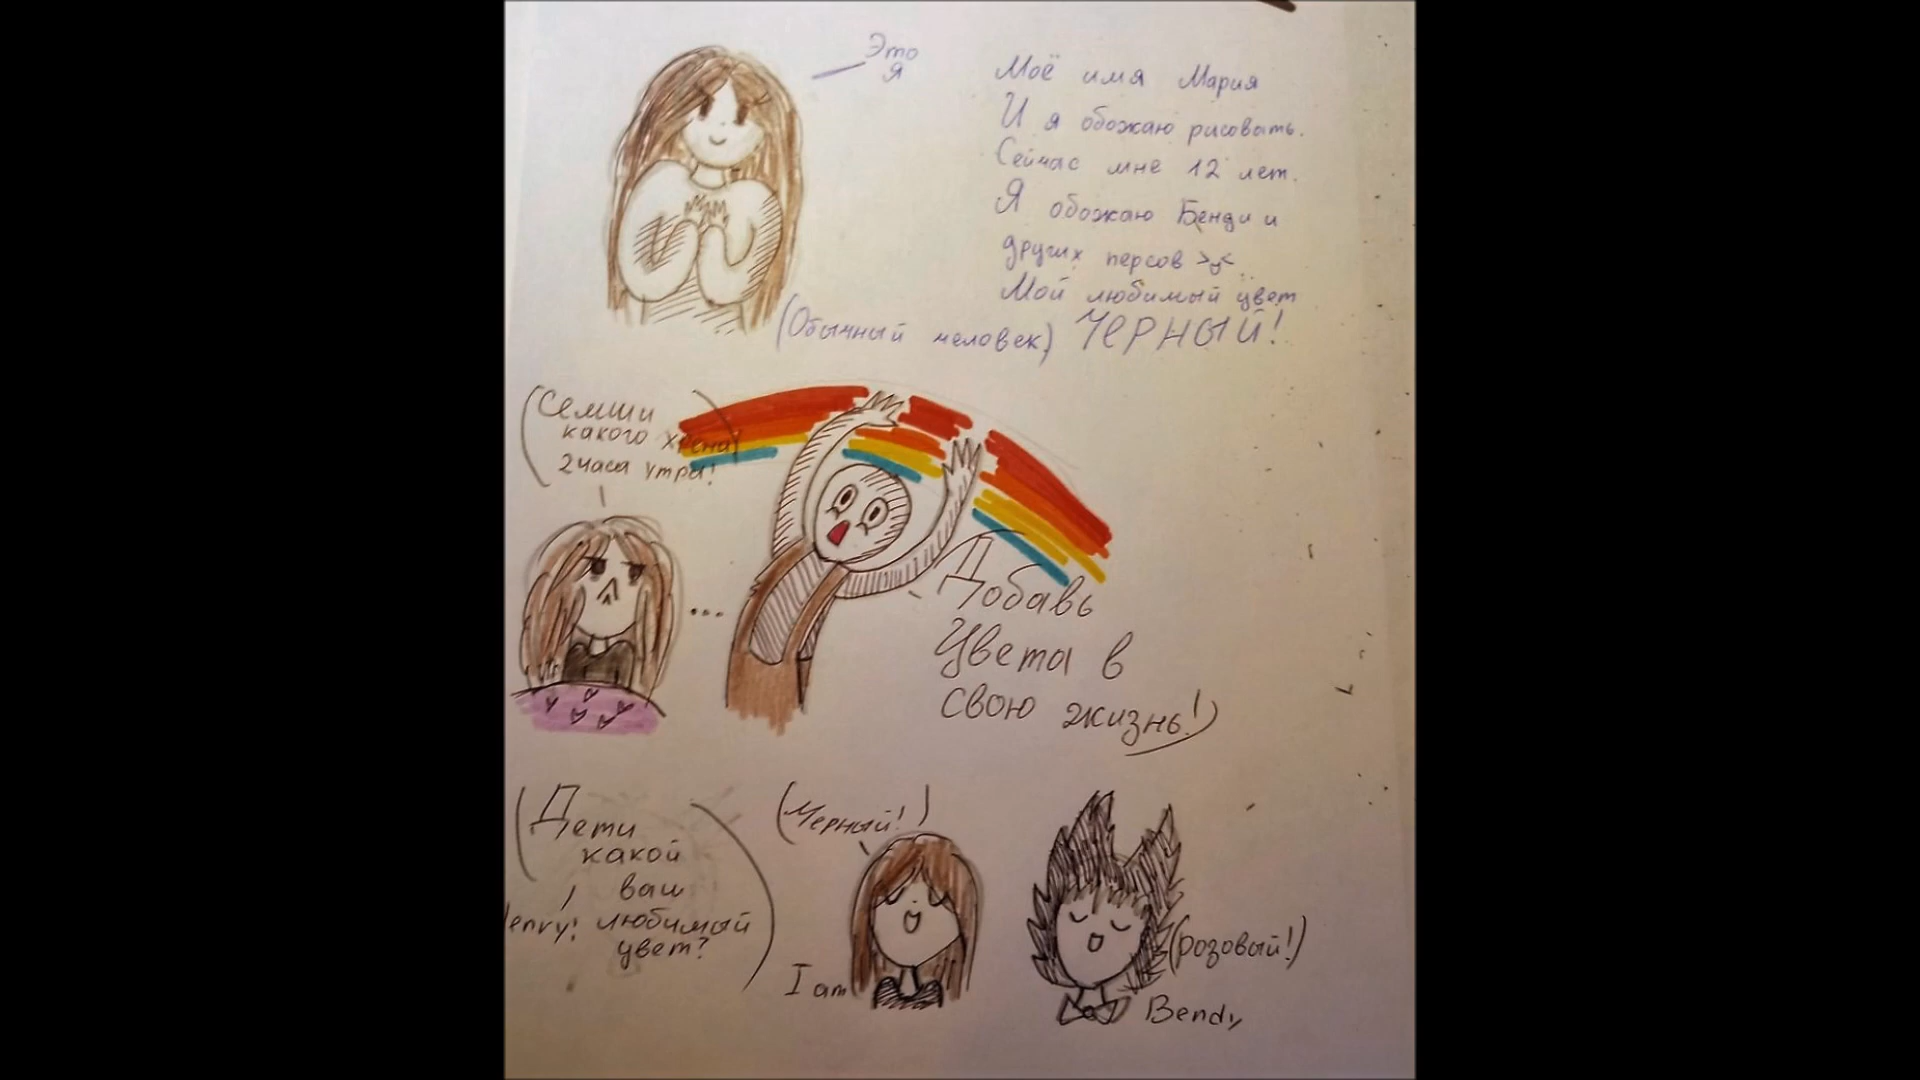 Это
я
Моё имя Мария
И я обожаю рисовать.
Сейчас мне 12 лет.
Я обожаю Бенди и
других персов >ᴗ<
Мой любимый цвет
ЧЕРНЫЙ!
(Обычный человек)
(Семми
какого хрена
2 часа утра!)
...
Добавь
Цвета в
свою жизнь!)
(Дети
какой
ваш
любимый
цвет?)
enry:
(Черный!)
I am
(розовый!)
Bendy